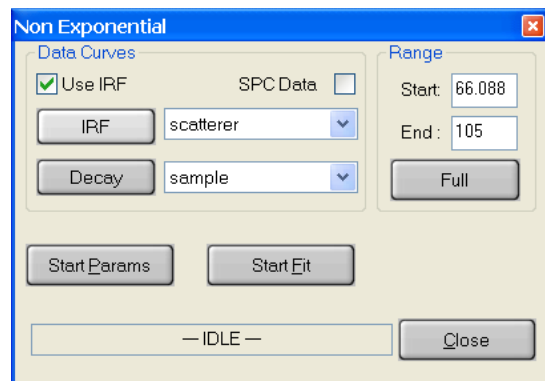 Non Exponential
Data Curves
Range
Use IRF
SPC Data
Start: 66.088
IRF
scatterer
End : 105
Decay
sample
Full
Start Params
Start Fit
— IDLE —
Close